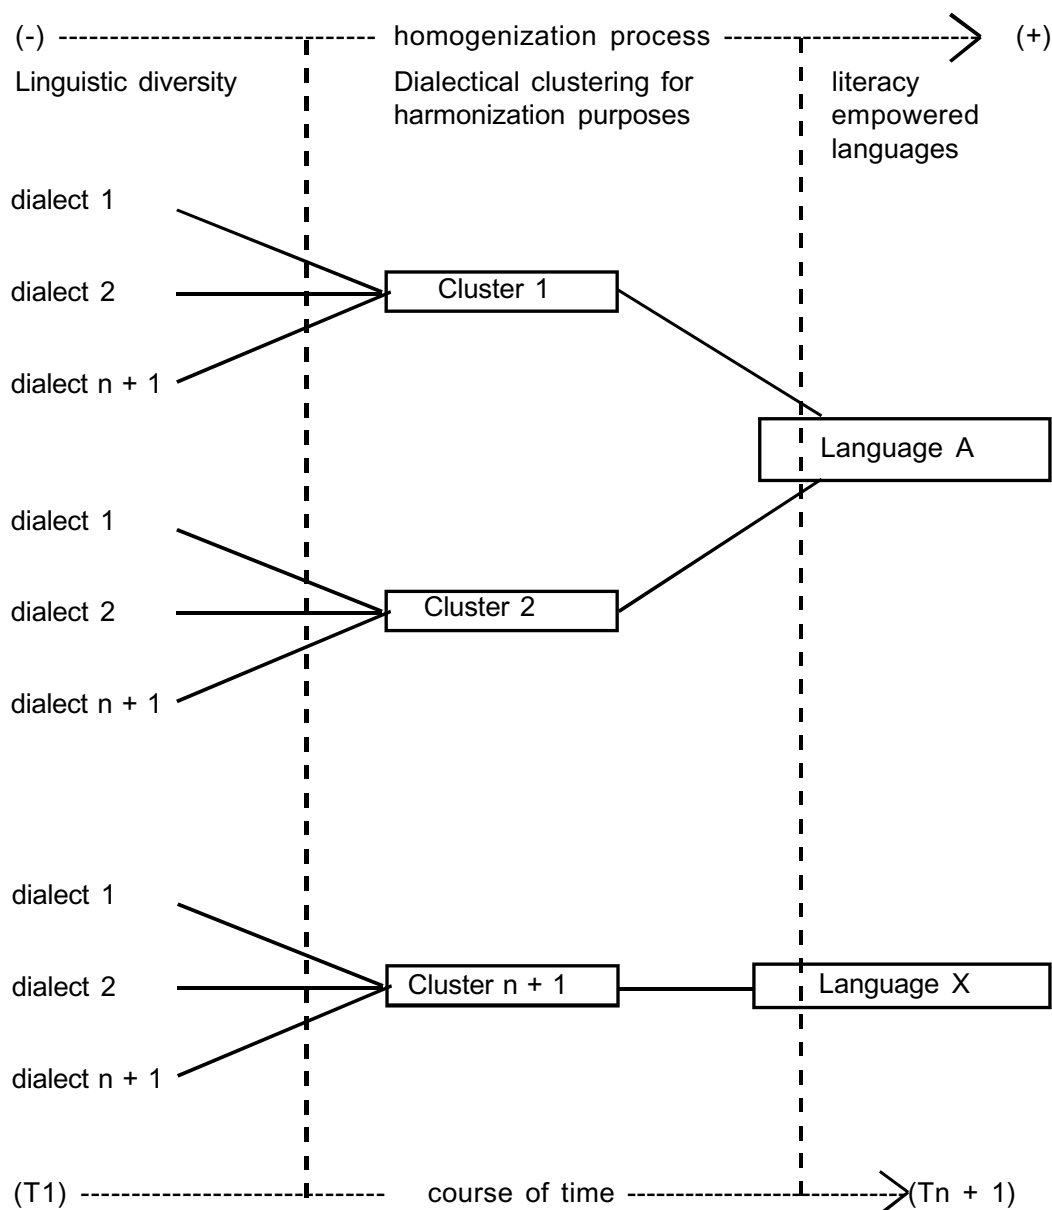 (-) homogenization process (+)
Linguistic diversity
Dialectical clustering for
harmonization purposes
literacy
empowered
languages
dialect 1
dialect 2
dialect n + 1
Cluster 1
Language A
dialect 1
dialect 2
dialect n + 1
Cluster 2
dialect 1
dialect 2
dialect n + 1
Cluster n + 1
Language X
(T1) course of time (Tn + 1)